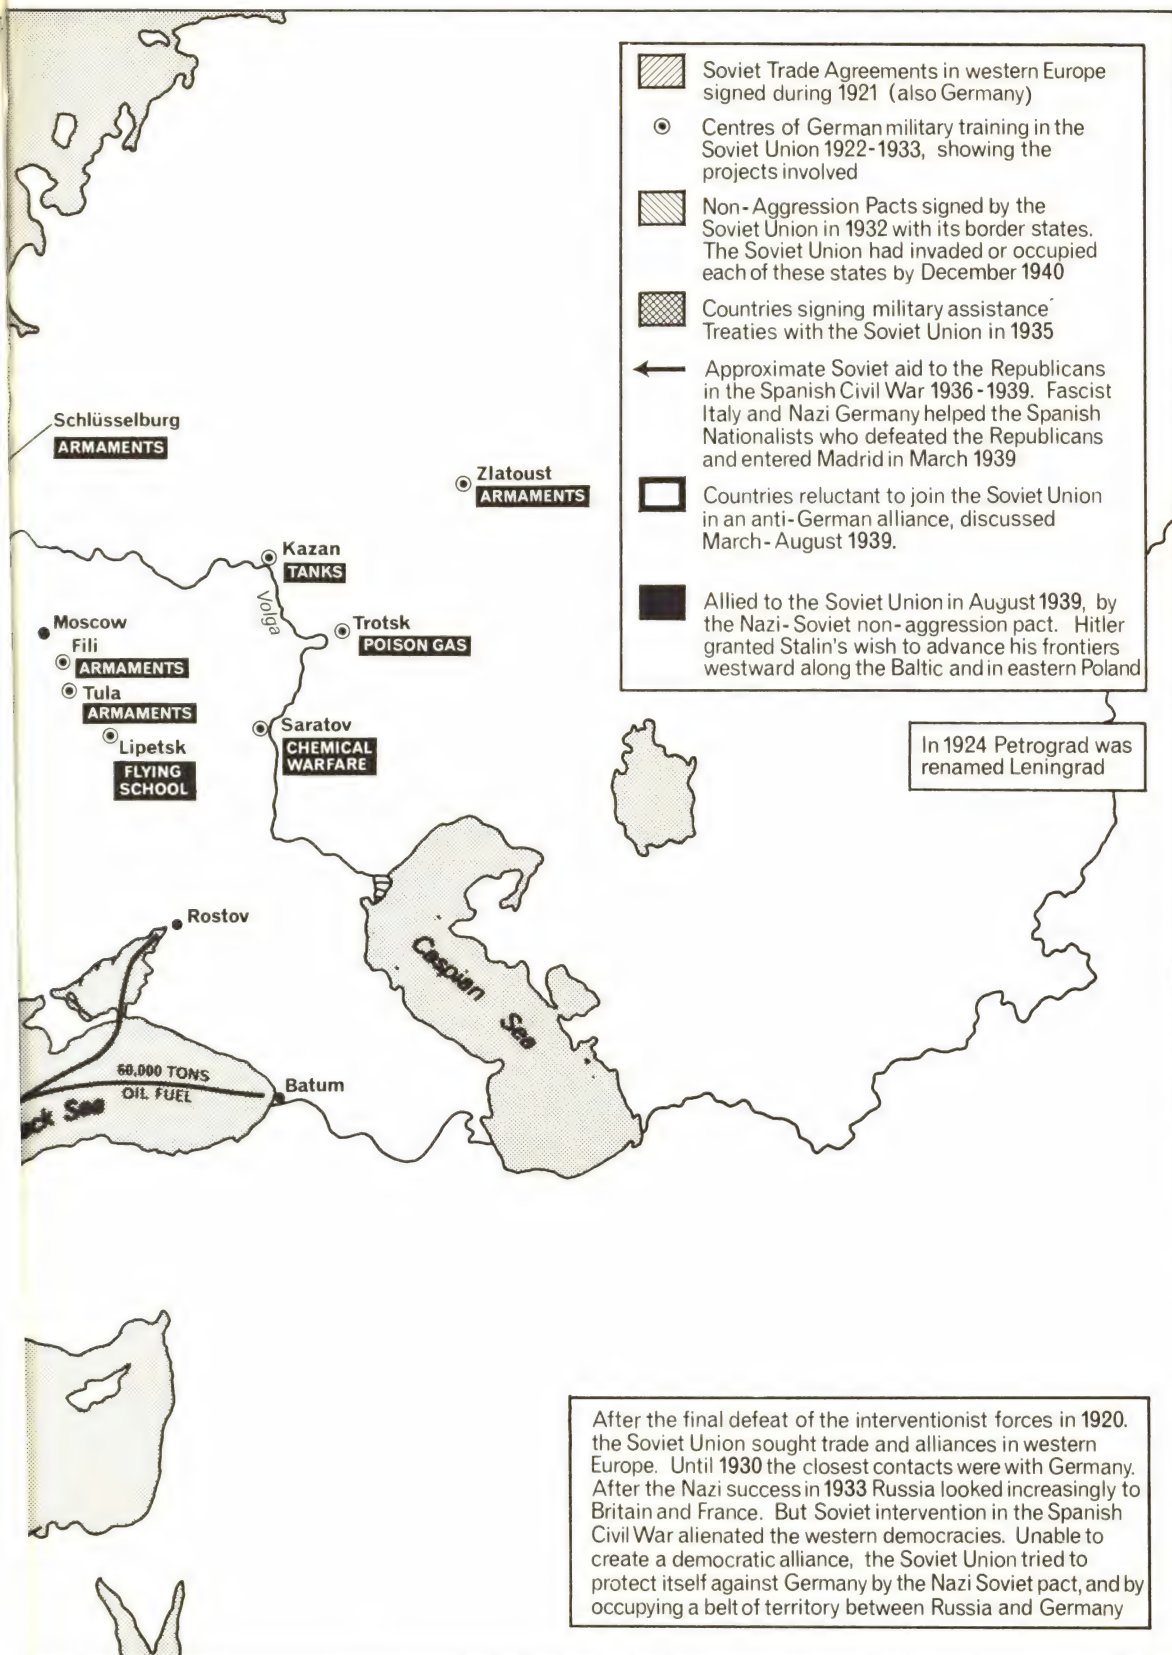 Soviet Trade Agreements in western Europe
signed during 1921 (also Germany)
Centres of German military training in the
Soviet Union 1922-1933, showing the
projects involved
Non-Aggression Pacts signed by the
Soviet Union in 1932 with its border states.
The Soviet Union had invaded or occupied
each of these states by December 1940
Countries signing military assistance
Treaties with the Soviet Union in 1935
Approximate Soviet aid to the Republicans
in the Spanish Civil War 1936-1939. Fascist
Italy and Nazi Germany helped the Spanish
Nationalists who defeated the Republicans
and entered Madrid in March 1939
Countries reluctant to join the Soviet Union
in an anti-German alliance, discussed
March-August 1939.
Allied to the Soviet Union in August 1939, by
the Nazi-Soviet non-aggression pact. Hitler
granted Stalin's wish to advance his frontiers
westward along the Baltic and in eastern Poland
Schlüsselburg
ARMAMENTS
Zlatoust
ARMAMENTS
Kazan
TANKS
Volga
Moscow
Fili
ARMAMENTS
Tula
ARMAMENTS
Lipetsk
FLYING
SCHOOL
Trotsk
POISON GAS
Saratov
CHEMICAL
WARFARE
In 1924 Petrograd was
renamed Leningrad
Rostov
Caspian
Sea
60,000 TONS
OIL FUEL
Batum
ack Sea
After the final defeat of the interventionist forces in 1920.
the Soviet Union sought trade and alliances in western
Europe. Until 1930 the closest contacts were with Germany.
After the Nazi success in 1933 Russia looked increasingly to
Britain and France. But Soviet intervention in the Spanish
Civil War alienated the western democracies. Unable to
create a democratic alliance, the Soviet Union tried to
protect itself against Germany by the Nazi Soviet pact, and by
occupying a belt of territory between Russia and Germany